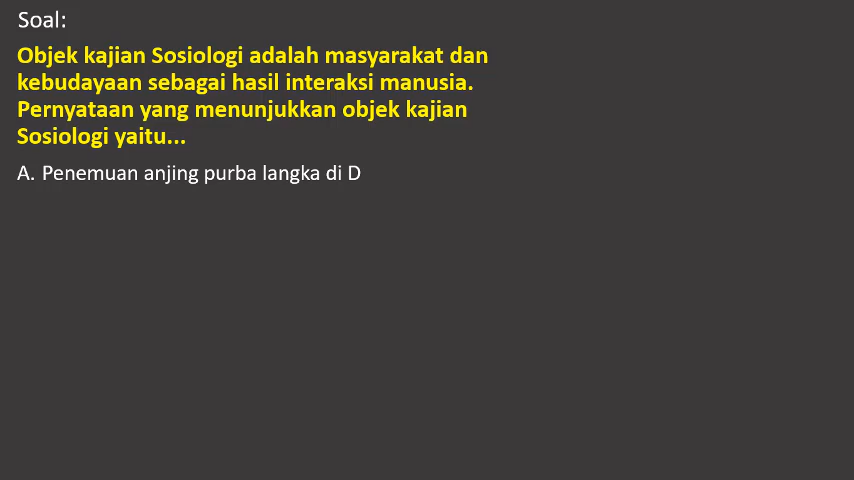 Soal:
Objek kajian Sosiologi adalah masyarakat dan
kebudayaan sebagai hasil interaksi manusia.
Pernyataan yang menunjukkan objek kajian
Sosiologi yaitu...
A. Penemuan anjing purba langka di D